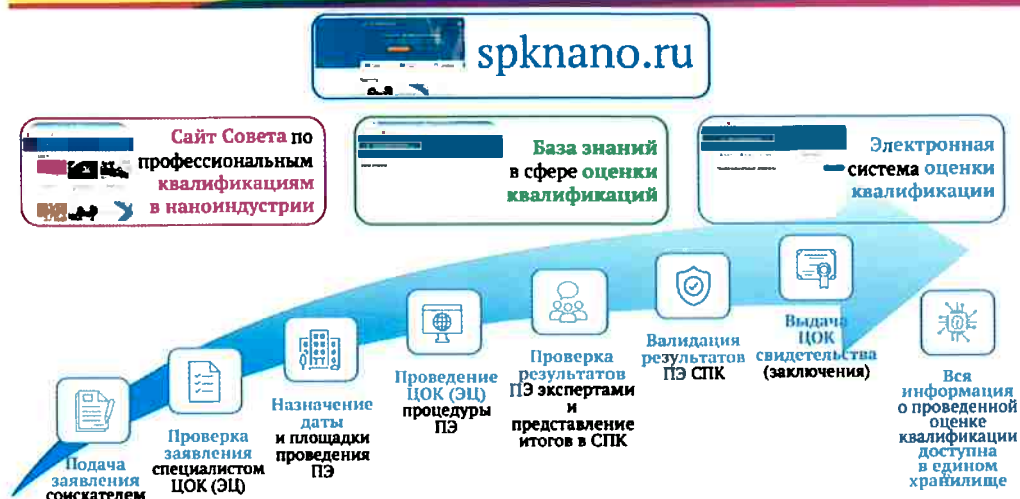 spknano.ru
Сайт Совета по
профессиональным
квалификациям
в наноиндустрии
База знаний
в сфере оценки
квалификаций
Электронная
система оценки
квалификации
Подача
заявления
соискателем
Проверка
заявления
специалистом
ЦОК (ЭЦ)
Назначение
даты
и площадки
проведения
ПЭ
Проведение
ЦОК (ЭЦ)
процедуры
ПЭ
Проверка
результатов
ПЭ экспертами
и
представление
итогов в СПК
Валидация
результатов
ПЭ СПК
Выдача
ЦОК
свидетельства
(заключения)
Вся
информация
о проведенной
оценке
квалификации
доступна
в едином
хранилище